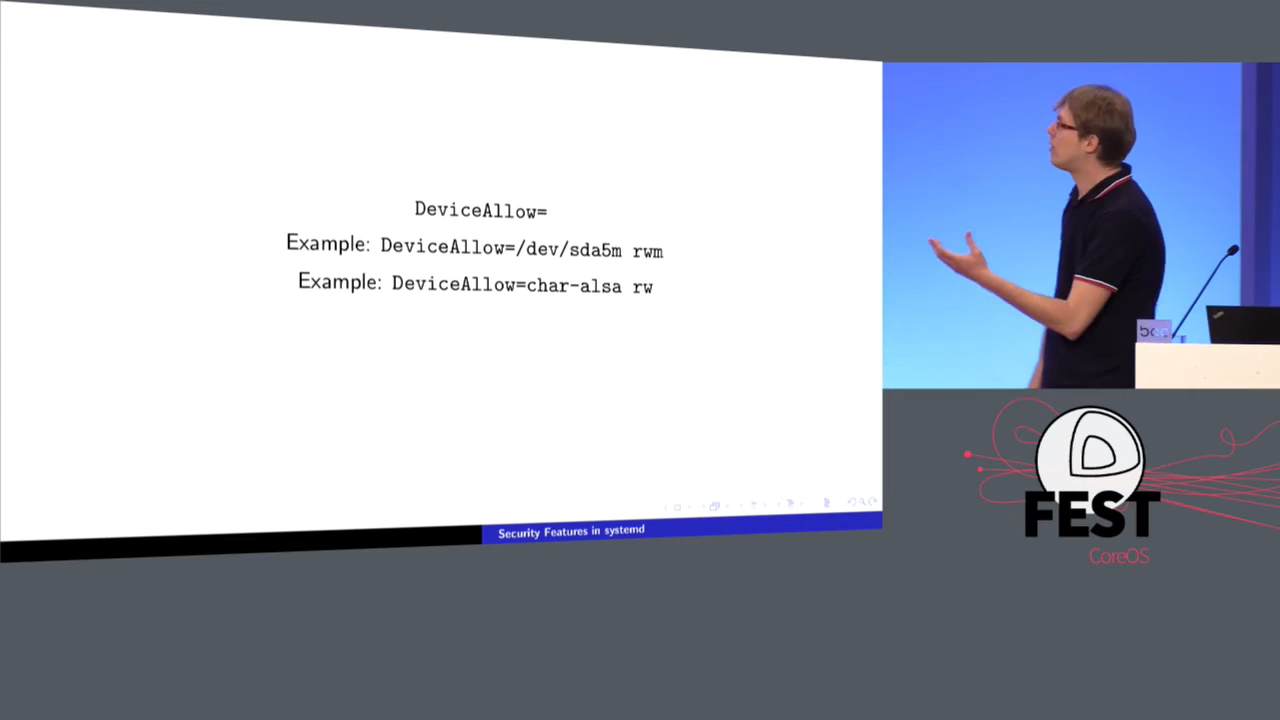 DeviceAllow=
Example: DeviceAllow=/dev/sda5m rwm
Example: DeviceAllow=char-alsa rw
Security Features in systemd
FEST
CoreOS